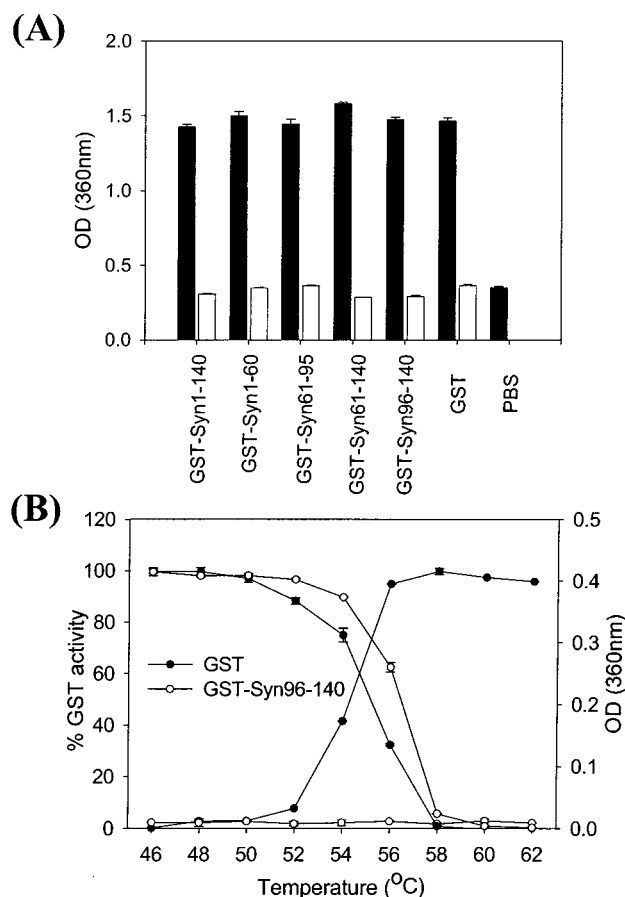 (A)
OD (360nm)
2.0
1.5
1.0
0.5
0.0
GST-Syn1-140
GST-Syn1-60
GST-Syn61-95
GST-Syn61-140
GST-Syn96-140
GST
PBS
(B)
% GST activity
120
100
80
60
40
20
0
GST
GST-Syn96-140
0.5
0.4
0.3
0.2
0.1
0.0
OD (360nm)
46 48 50 52 54 56 58 60 62
Temperature (OC)